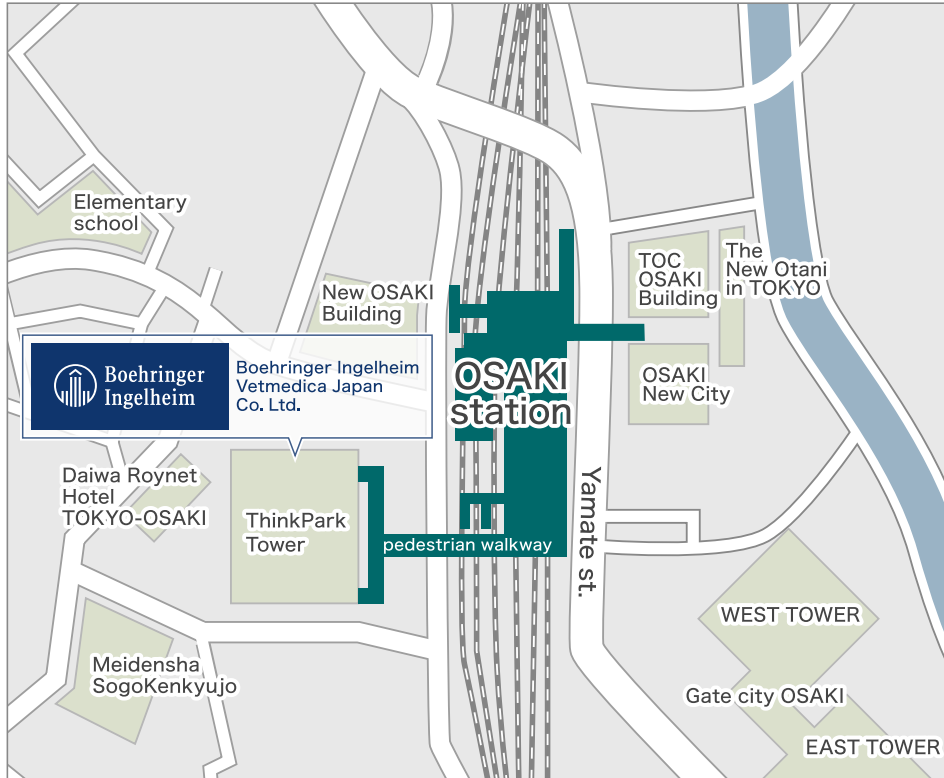 Elementary
school
New OSAKI
Building
TOC
OSAKI
Building
The
New Otani
in TOKYO
Boehringer
Ingelheim
Boehringer Ingelheim
Vetmedica Japan
Co. Ltd.
OSAKI
station
OSAKI
New City
Daiwa Roynet
Hotel
TOKYO-OSAKI
ThinkPark
Tower
pedestrian walkway
Yamate st.
WEST TOWER
Meidensha
SogoKenkyujo
Gate city OSAKI
EAST TOWER